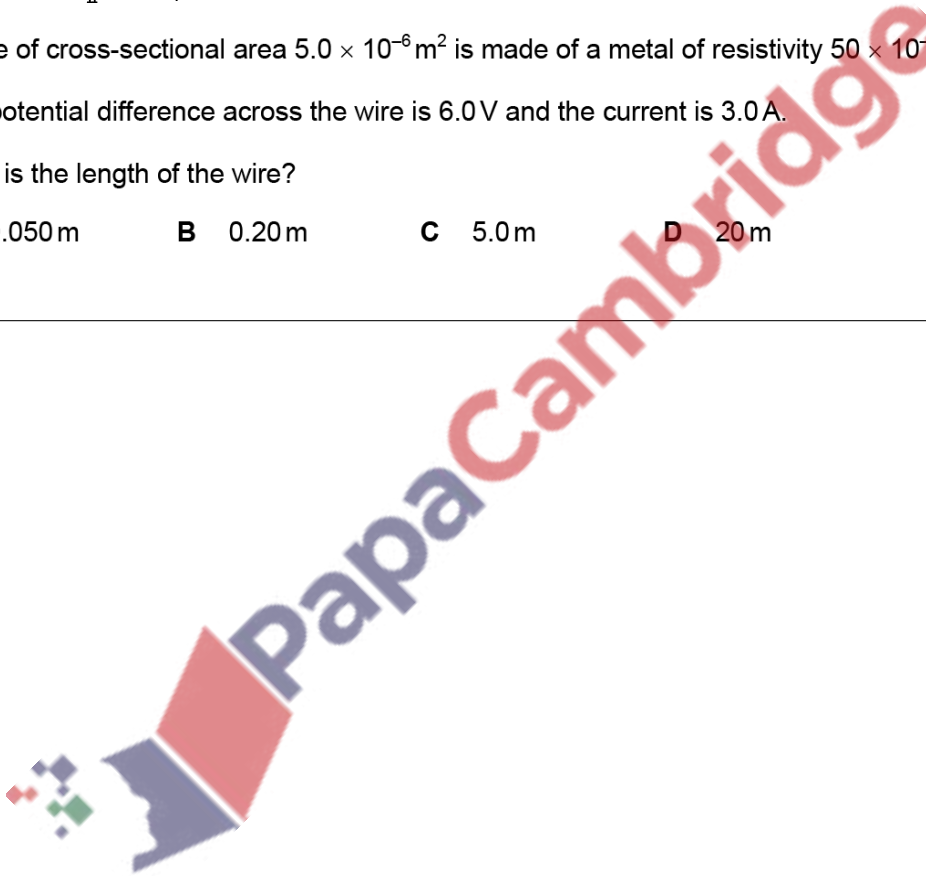 e of cross-sectional area 5.0 × 10⁻⁶ m² is made of a metal of resistivity 50 × 10⁻
otential difference across the wire is 6.0 V and the current is 3.0 A.
is the length of the wire?
.050 m B 0.20 m C 5.0 m D 20 m
PapaCambridge